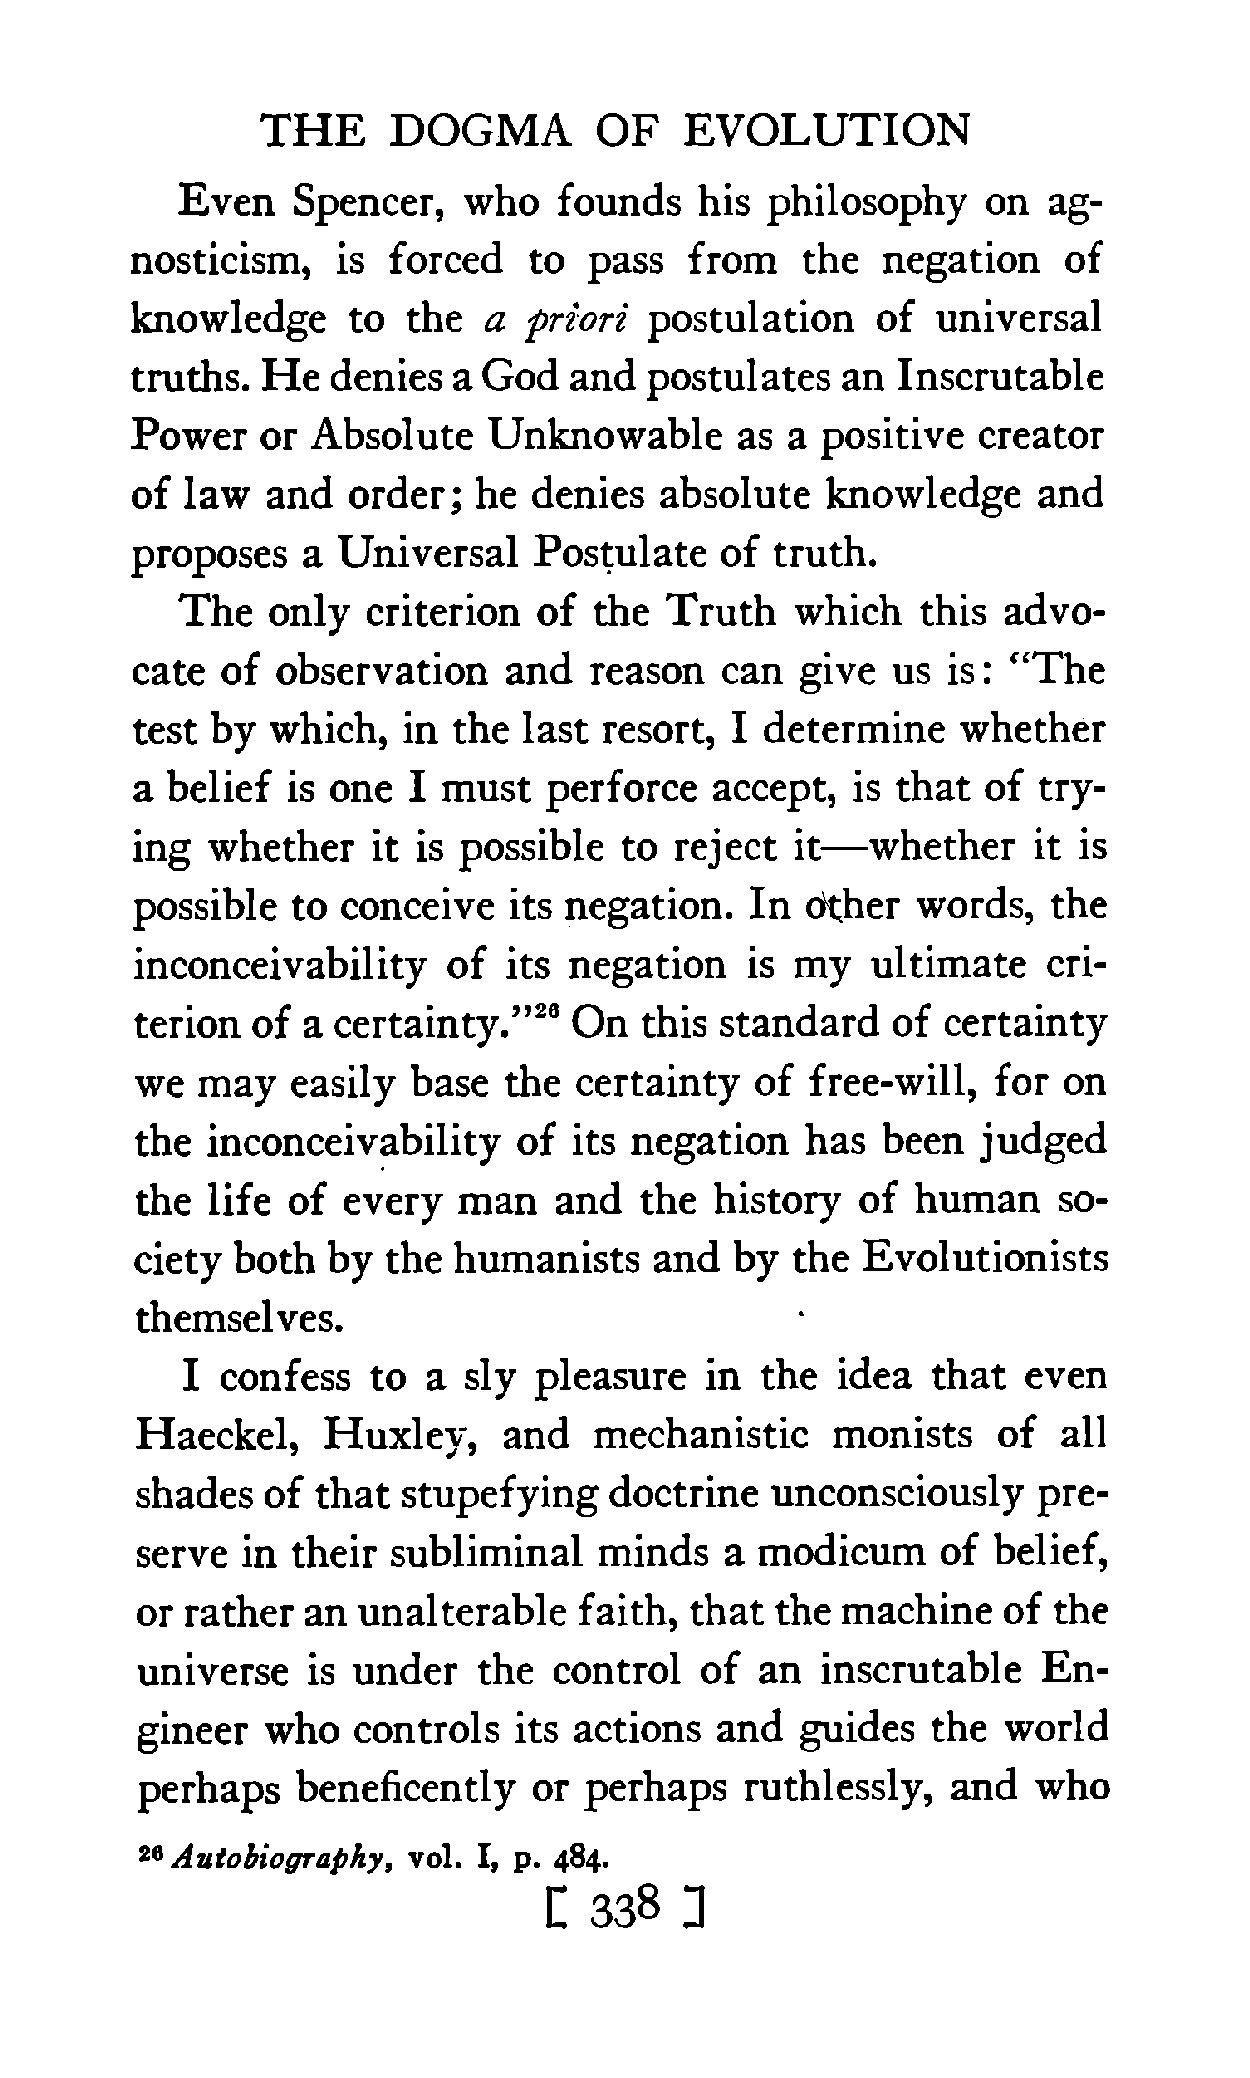 THE DOGMA OF EVOLUTION
Even Spencer, who founds his philosophy on ag-
nosticism, is forced to pass from the negation of
knowledge to the a priori postulation of universal
truths. He denies a God and postulates an Inscrutable
Power or Absolute Unknowable as a positive creator
of law and order; he denies absolute knowledge and
proposes a Universal Postulate of truth.
The only criterion of the Truth which this advo-
cate of observation and reason can give us is: "The
test by which, in the last resort, I determine whether
a belief is one I must perforce accept, is that of try-
ing whether it is possible to reject it—whether it is
possible to conceive its negation. In other words, the
inconceivability of its negation is my ultimate cri-
terion of a certainty."²⁶ On this standard of certainty
we may easily base the certainty of free-will, for on
the inconceivability of its negation has been judged
the life of every man and the history of human so-
ciety both by the humanists and by the Evolutionists
themselves.
I confess to a sly pleasure in the idea that even
Haeckel, Huxley, and mechanistic monists of all
shades of that stupefying doctrine unconsciously pre-
serve in their subliminal minds a modicum of belief,
or rather an unalterable faith, that the machine of the
universe is under the control of an inscrutable En-
gineer who controls its actions and guides the world
perhaps beneficently or perhaps ruthlessly, and who
²⁶ Autobiography, vol. I, p. 484.
[ 338 ]